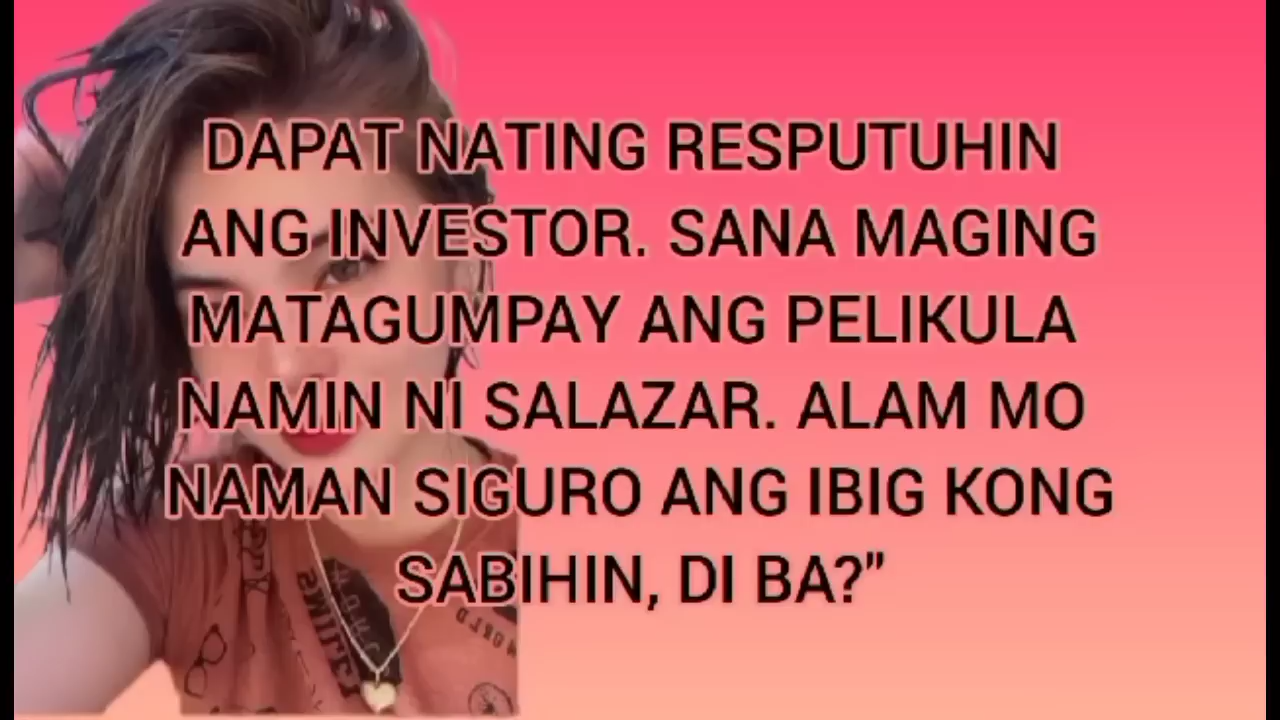 DAPAT NATING RESPUTUHIN
ANG INVESTOR. SANA MAGING
MATAGUMPAY ANG PELIKULA
NAMIN NI SALAZAR. ALAM MO
NAMAN SIGURO ANG IBIG KONG
SABIHIN, DI BA?”